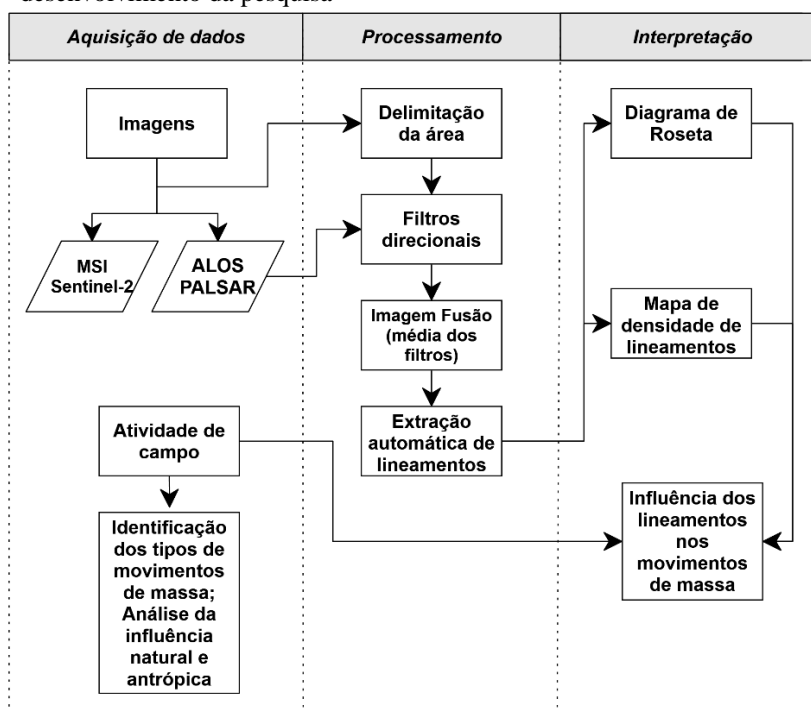 desenvolvimento da pesquisa
Aquisição de dados
Processamento
Interpretação
Imagens
MSI
Sentinel-2
ALOS
PALSAR
Atividade de
campo
Identificação
dos tipos de
movimentos
de massa;
Análise da
influência
natural e
antrópica
Delimitação
da área
Filtros
direcionais
Imagem Fusão
(média dos
filtros)
Extração
automática de
lineamentos
Diagrama de
Roseta
Mapa de
densidade de
lineamentos
Influência dos
lineamentos
nos
movimentos
de massa